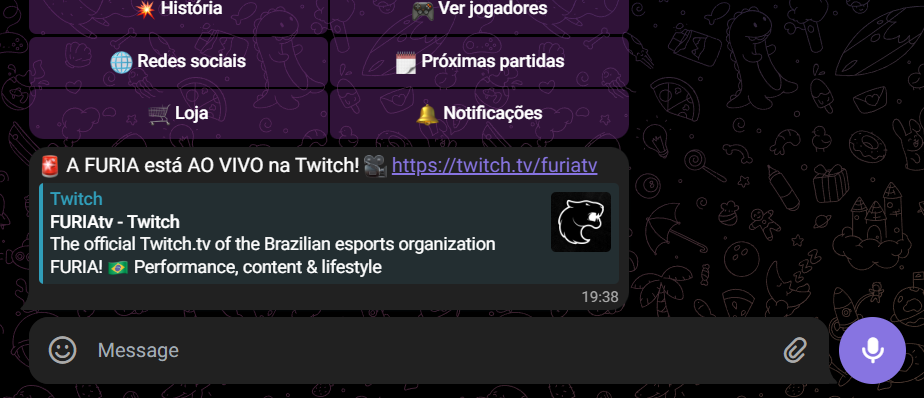 💥 História
🎮 Ver jogadores
🌐 Redes sociais
🗓️ Próximas partidas
🛒 Loja
🔔 Notificações
🚨 A FURIA está AO VIVO na Twitch! 🎥 https://twitch.tv/furiatv
Twitch
FURIAtv - Twitch
The official Twitch.tv of the Brazilian esports organization
FURIA! 🇧🇷 Performance, content & lifestyle
19:38
Message